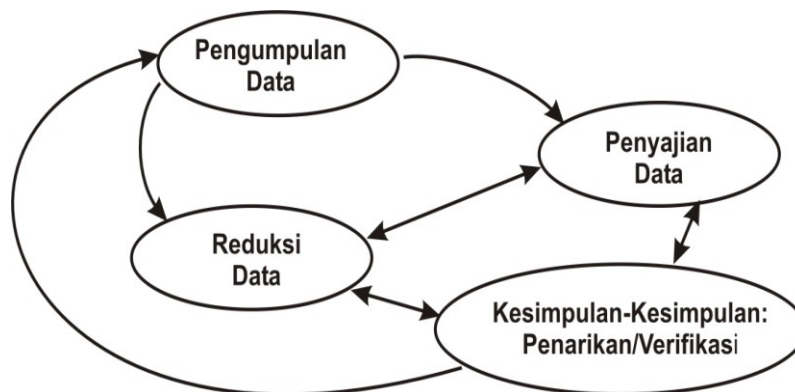 Pengumpulan
Data
Penyajian
Data
Reduksi
Data
Kesimpulan-Kesimpulan:
Penarikan/Verifikasi